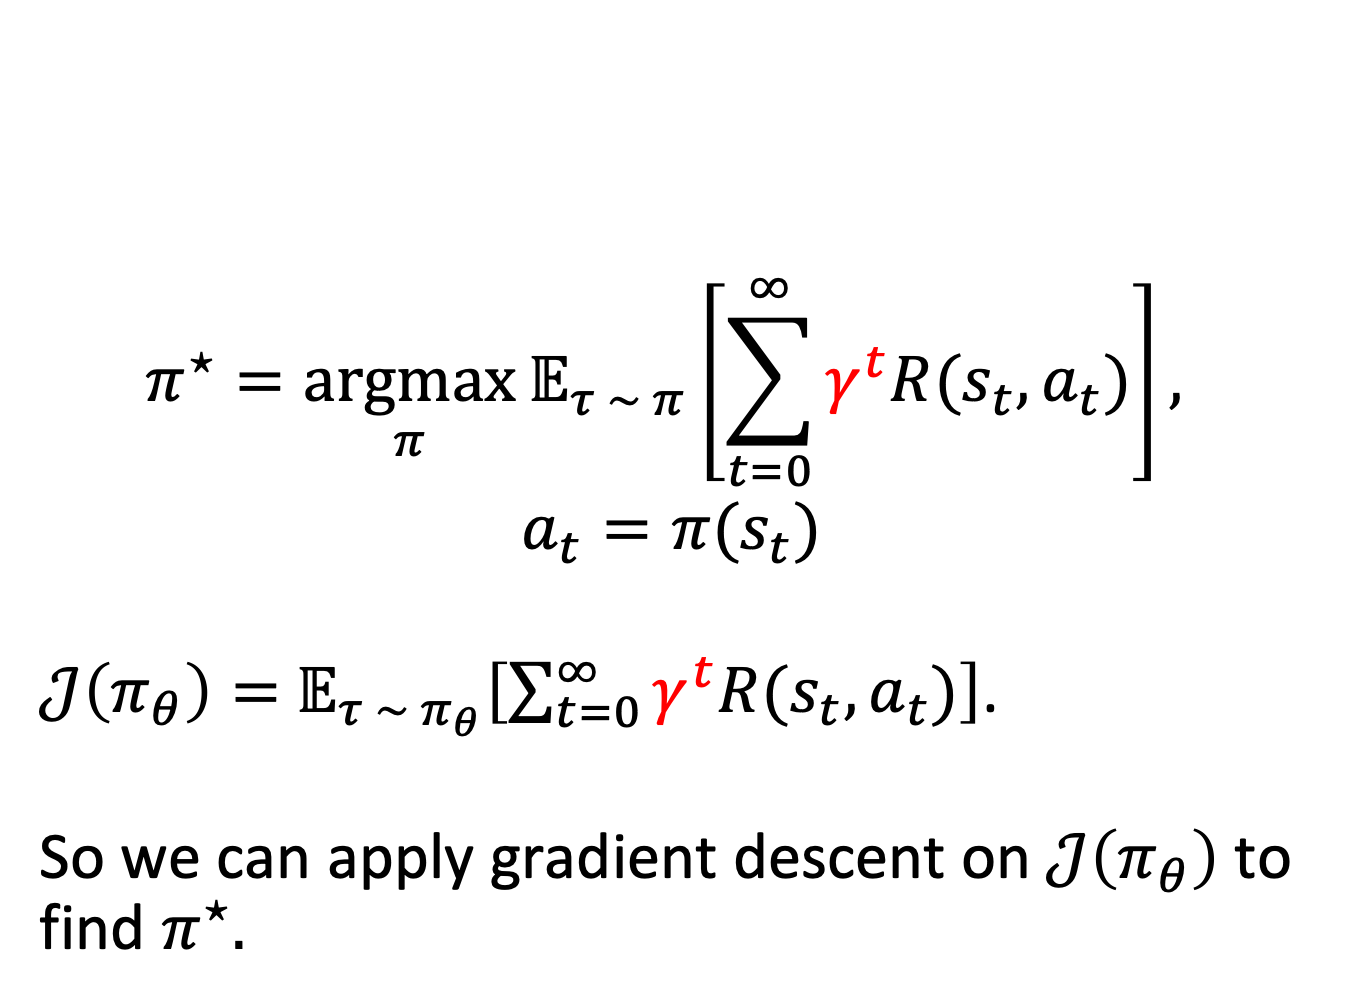 π* = argmax_π 𝔼_{τ ~ π} [∑_{t=0}^{∞} γ^t R(s_t, a_t)],
a_t = π(s_t)
𝒥(π_θ) = 𝔼_{τ ~ π_θ} [∑_{t=0}^{∞} γ^t R(s_t, a_t)].
So we can apply gradient descent on 𝒥(π_θ) to
find π*.